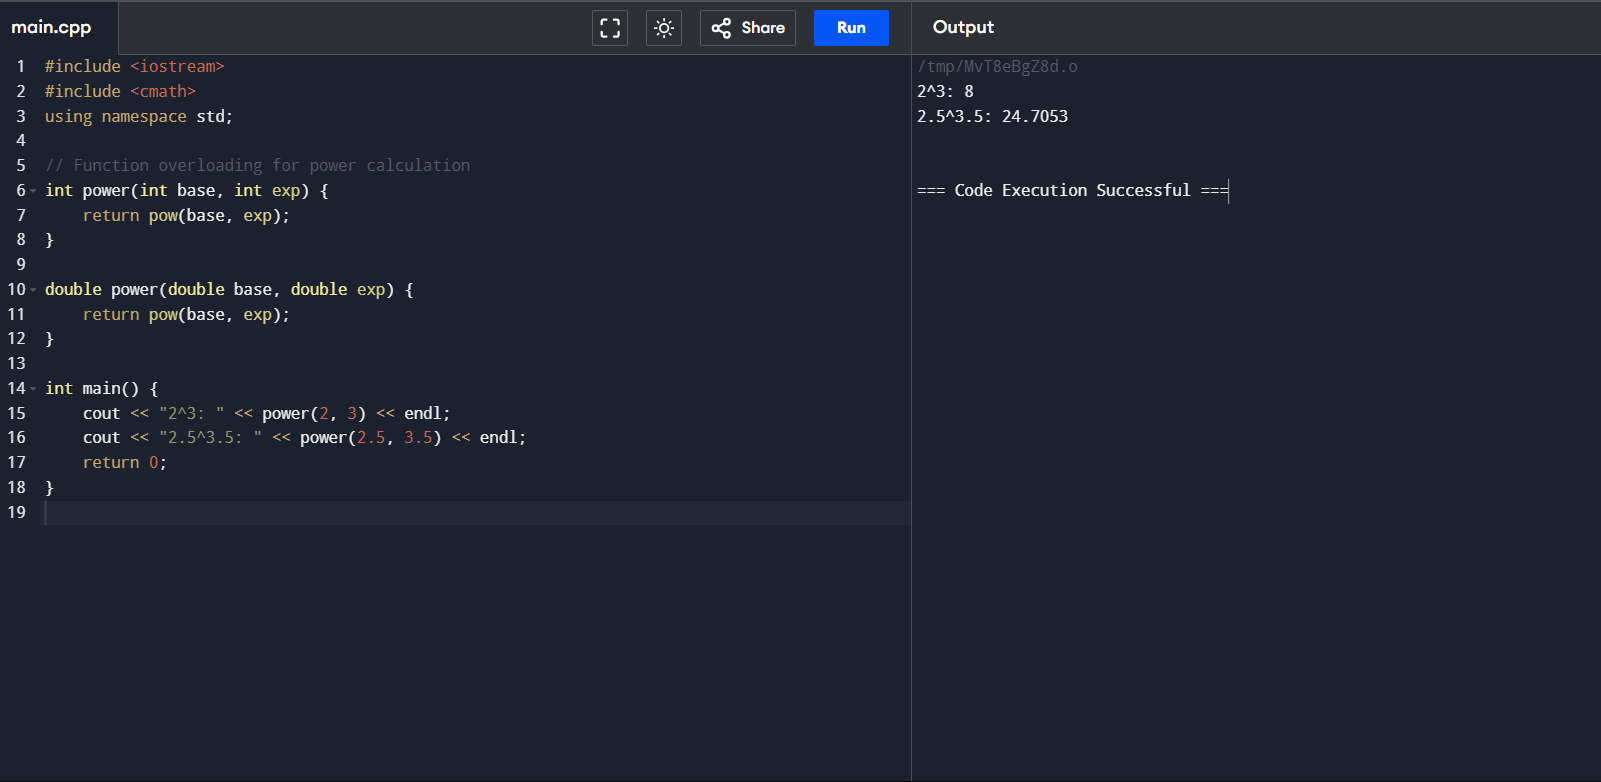 main.cpp
Share
Run
Output
1 #include <iostream>
2 #include <cmath>
3 using namespace std;
4
5 // Function overloading for power calculation
6 int power(int base, int exp) {
7     return pow(base, exp);
8 }
9
10 double power(double base, double exp) {
11     return pow(base, exp);
12 }
13
14 int main() {
15     cout << "2^3: " << power(2, 3) << endl;
16     cout << "2.5^3.5: " << power(2.5, 3.5) << endl;
17     return 0;
18 }
19
/tmp/MvT8eBgZ8d.o
2^3: 8
2.5^3.5: 24.7053
=== Code Execution Successful ===